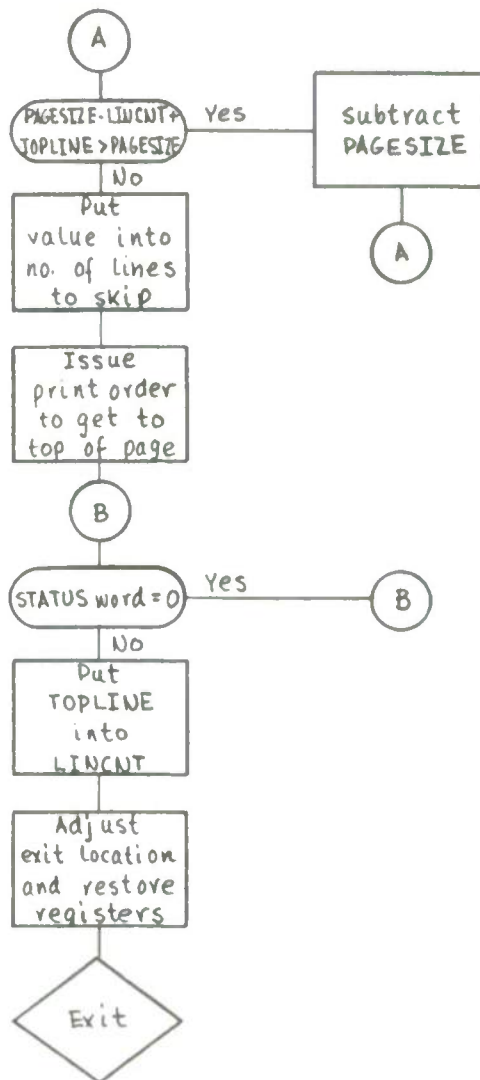 A
PAGESIZE-LINCNT+
TOPLINE>PAGESIZE
Yes
subtract
PAGESIZE
A
No
Put
value into
no. of lines
to skip
Issue
print order
to get to
top of page
B
STATUS word=0
Yes
B
No
Put
TOPLINE
into
LINCNT
Adjust
exit location
and restore
registers
Exit